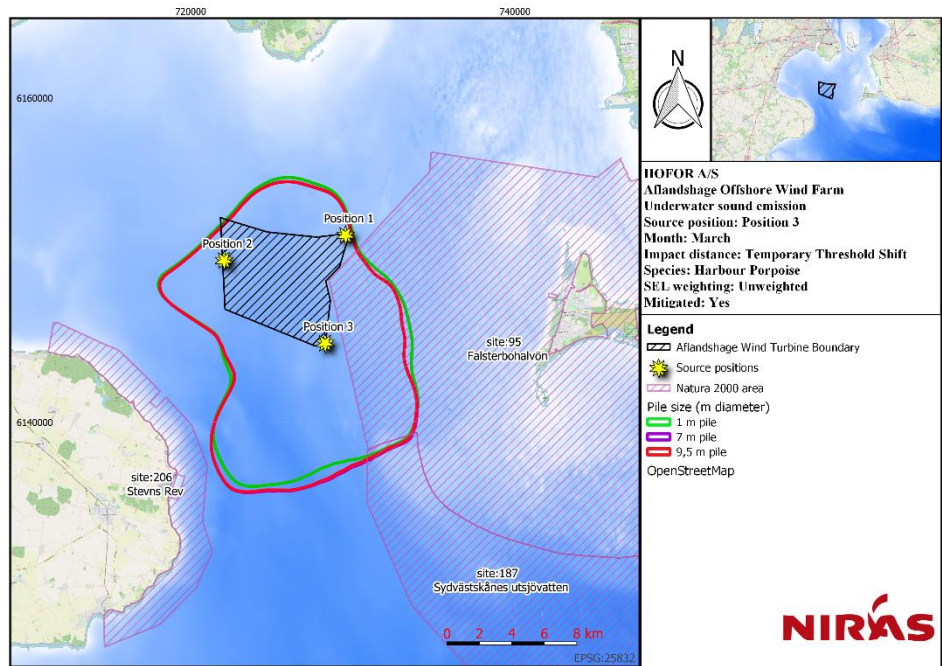 720000
740000
6160000
6140000
Position 1
Position 2
Position 3
site:95
Falsterbohalvön
site:206
Stevns Rev
site:187
Sydvästskånes utsjövatten
0 2 4 6 8 km
EPSG:25832
N
HOFOR A/S
Aflandshage Offshore Wind Farm
Underwater sound emission
Source position: Position 3
Month: March
Impact distance: Temporary Threshold Shift
Species: Harbour Porpoise
SEL weighting: Unweighted
Mitigated: Yes
Legend
Aflandshage Wind Turbine Boundary
Source positions
Natura 2000 area
Pile size (m diameter)
1 m pile
7 m pile
9,5 m pile
OpenStreetMap
NIRÁS